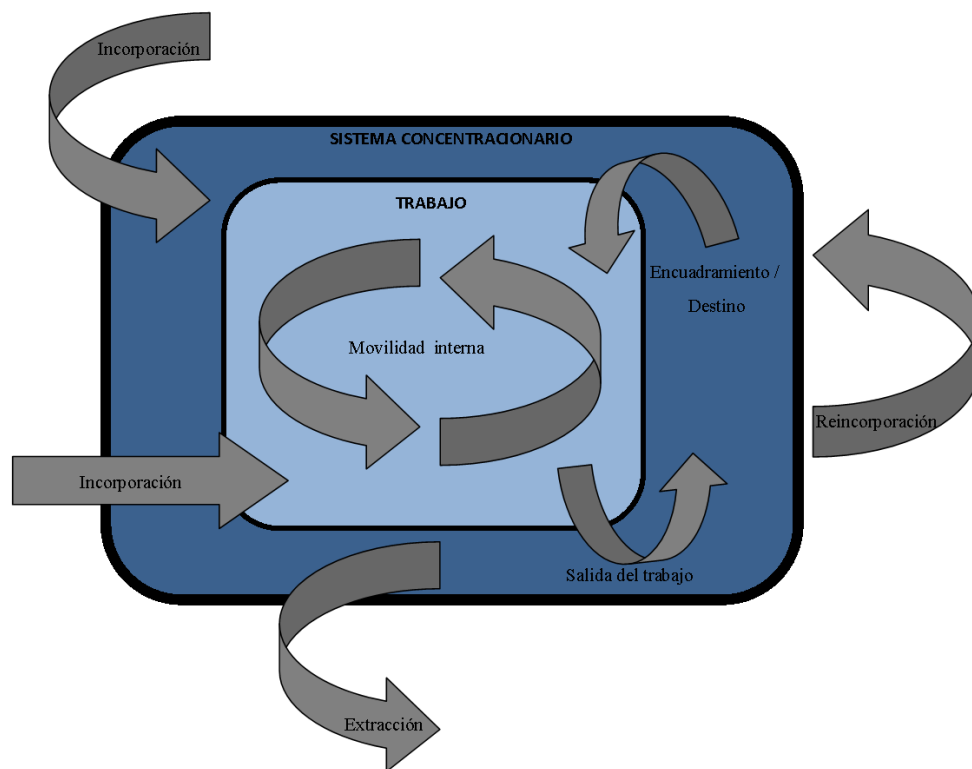 Incorporación
SISTEMA CONCENTRACIONARIO
TRABAJO
Encuadramiento /
Destino
Movilidad interna
Reincorporación
Incorporación
Salida del trabajo
Extracción